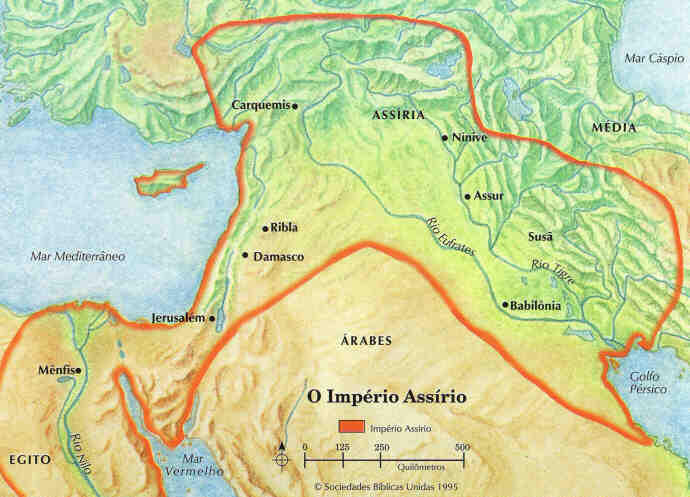 Mar Cáspio
Carquemis
ASSÍRIA
MÉDIA
Nínive
Assur
Ribla
Rio Eufrates
Susã
Mar Mediterrâneo
Damasco
Rio Tigre
Babilônia
Jerusalém
ÁRABES
Mênfis
Golfo
Pérsico
O Império Assírio
Império Assírio
EGITO
Rio Nilo
Mar
Vermelho
0 125 250 500
Quilômetros
© Sociedades Bíblicas Unidas 1995